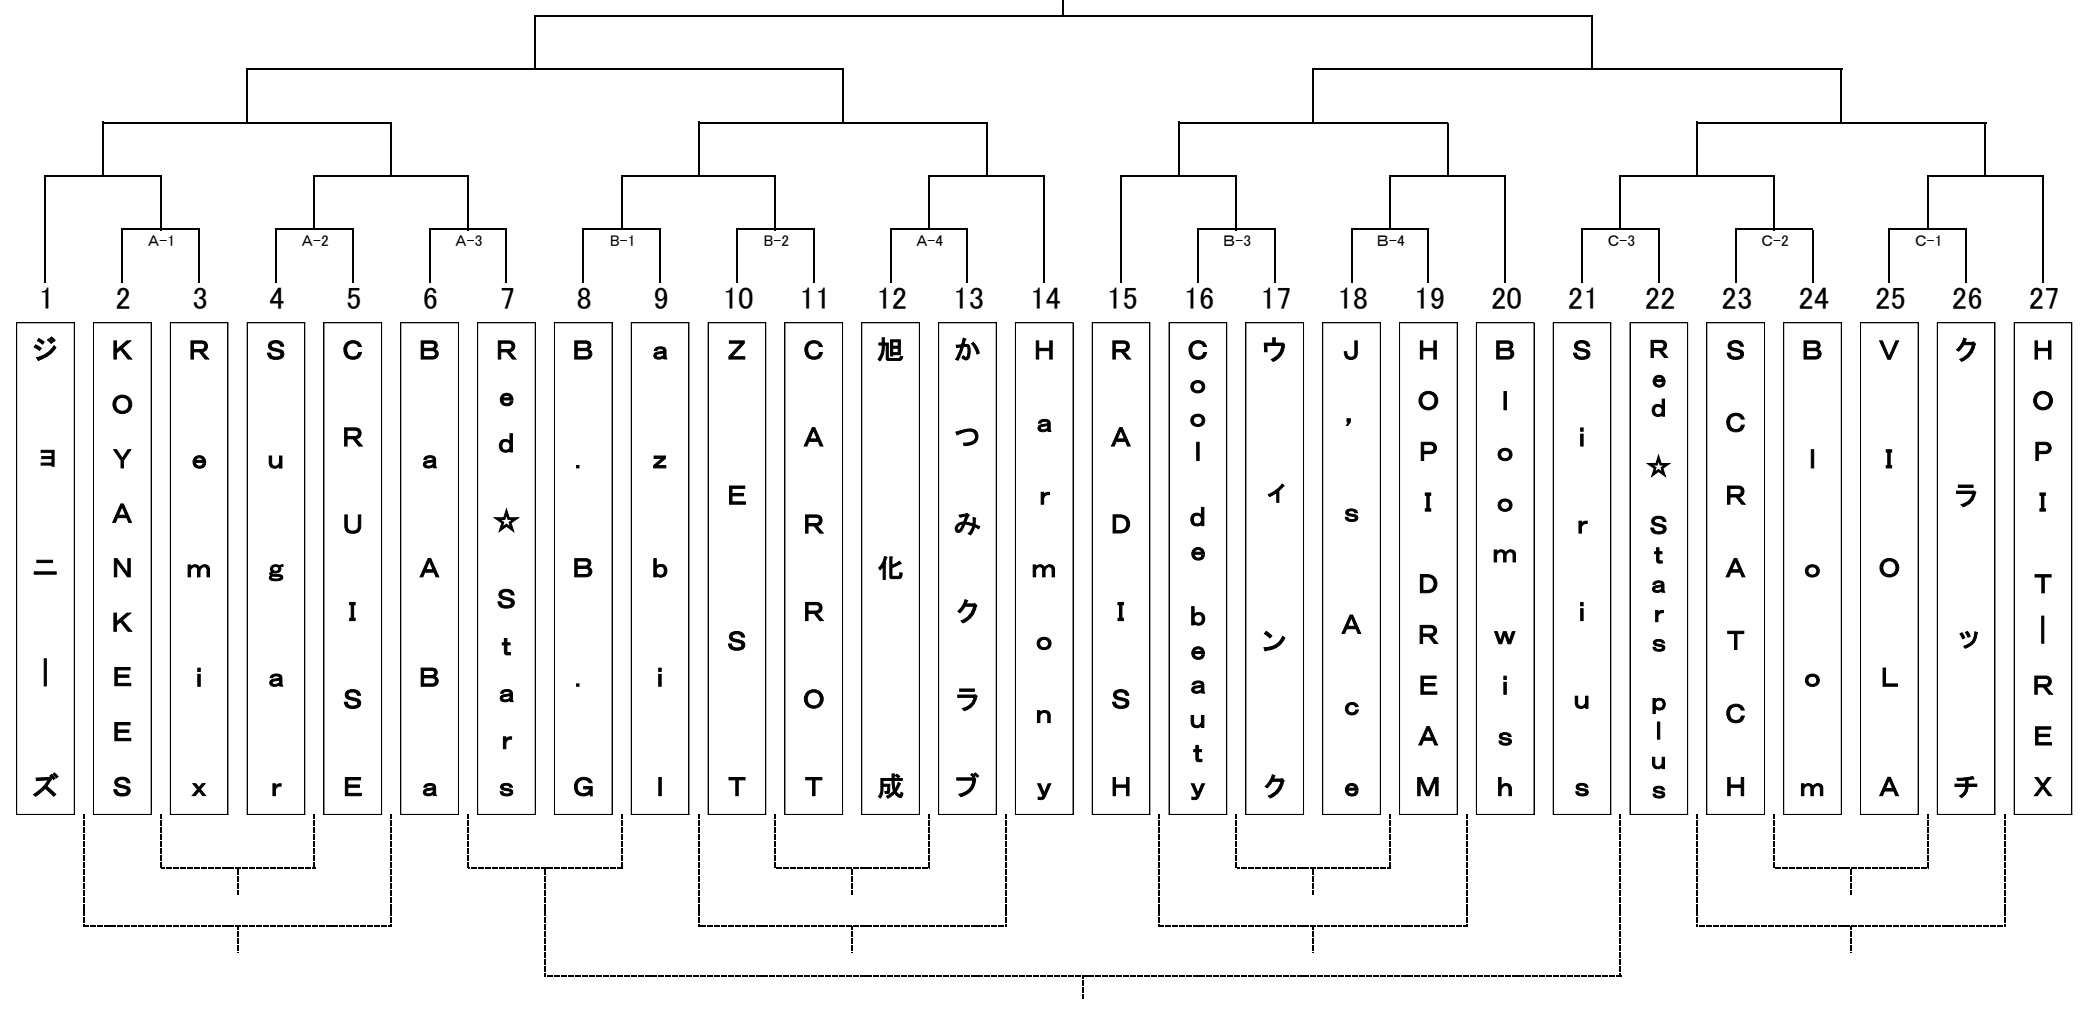 A-1 A-2 A-3 B-1 B-2 A-4 B-3 B-4 C-3 C-2 C-1
1 2 3 4 5 6 7 8 9 10 11 12 13 14 15 16 17 18 19 20 21 22 23 24 25 26 27
ジョニーズ
KOYANKEES
Remix
Sugar
CRUISE
BaABa
Red☆Stars
B.B.G
azbil
ZEST
CARROT
旭化成
かつみクラブ
Harmony
RADISH
Cool de beauty
ウィンク
J's Ace
HOPI DREAM
Bloom wish
Sirius
Red☆Stars plus
SCRATCH
Bloom
VIOLA
クラッチ
HOPI T-REX